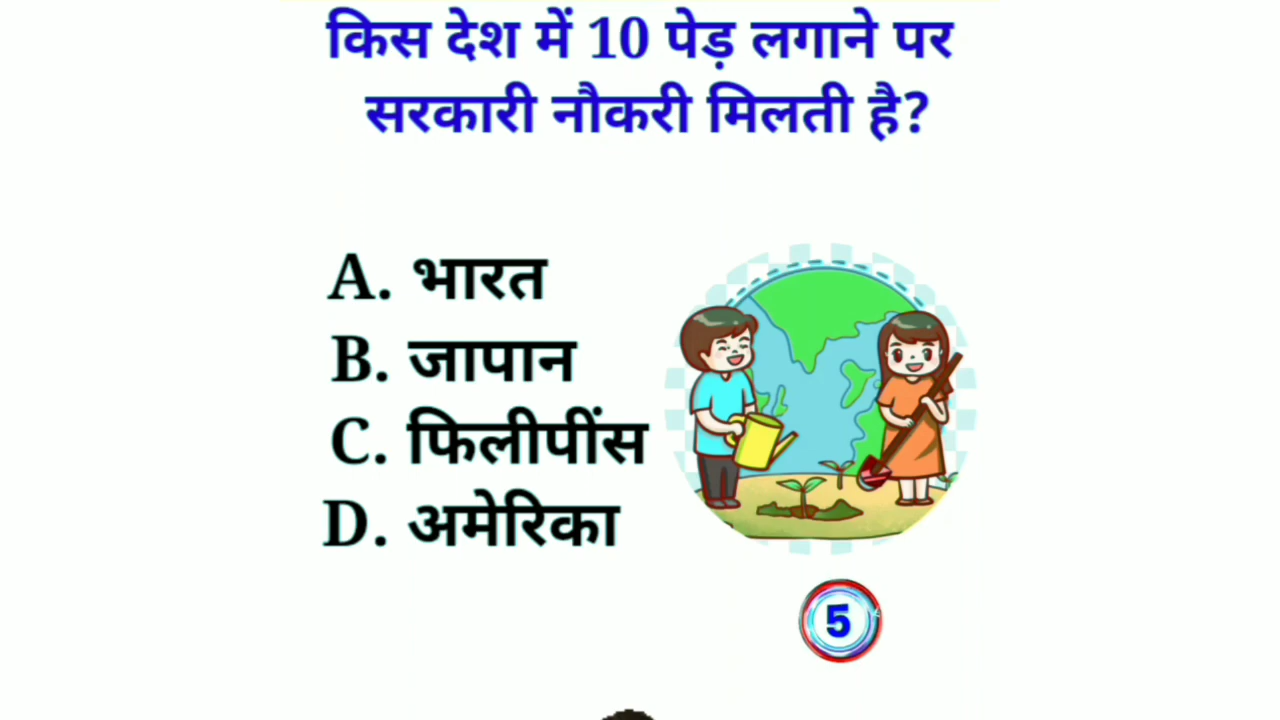 किस देश में 10 पेड़ लगाने पर
सरकारी नौकरी मिलती है?
A. भारत
B. जापान
C. फिलीपींस
D. अमेरिका
5